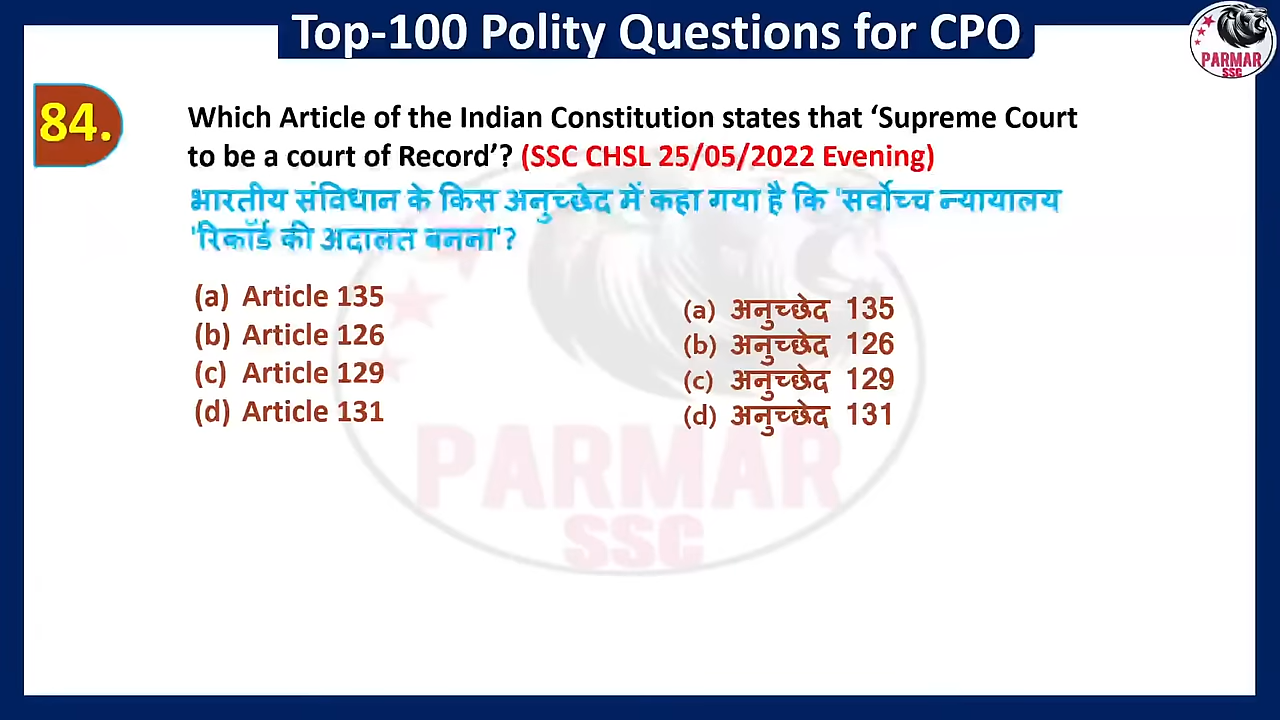 Top-100 Polity Questions for CPO
PARMAR
SSC
84.
Which Article of the Indian Constitution states that ‘Supreme Court
to be a court of Record’? (SSC CHSL 25/05/2022 Evening)
भारतीय संविधान के किस अनुच्छेद में कहा गया है कि 'सर्वोच्च न्यायालय
'रिकॉर्ड की अदालत बनना'?
(a) Article 135
(b) Article 126
(c) Article 129
(d) Article 131
(a) अनुच्छेद 135
(b) अनुच्छेद 126
(c) अनुच्छेद 129
(d) अनुच्छेद 131
PARMAR
SSC